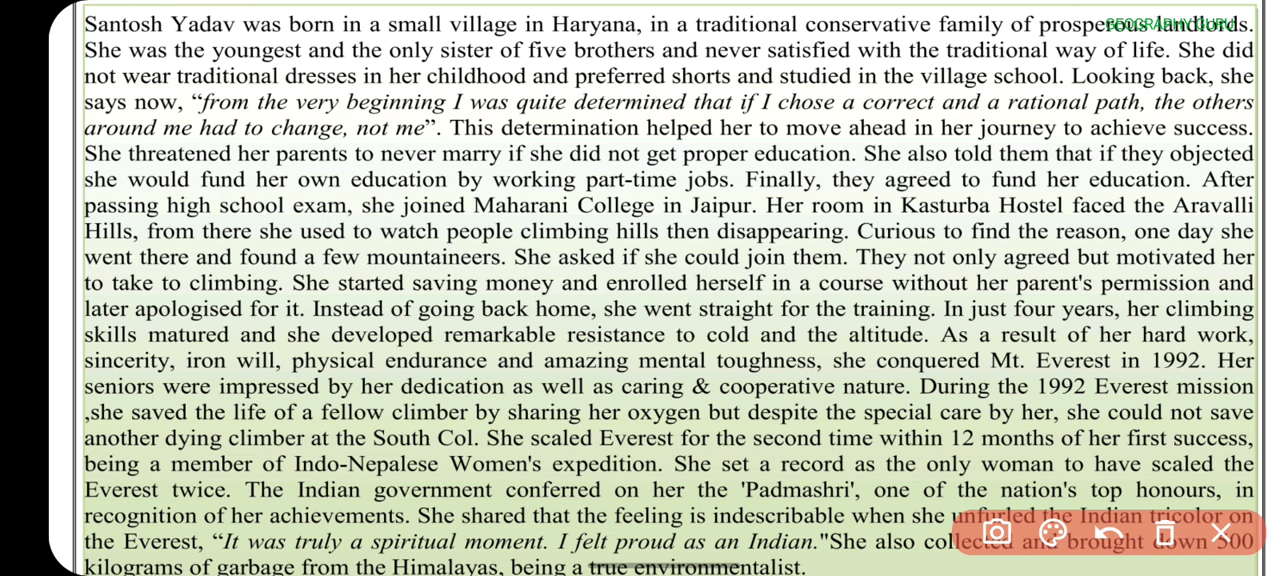 Santosh Yadav was born in a small village in Haryana, in a traditional conservative family of prosperous landlords.
GEOGRAPHY GURU
She was the youngest and the only sister of five brothers and never satisfied with the traditional way of life. She did
not wear traditional dresses in her childhood and preferred shorts and studied in the village school. Looking back, she
says now, “from the very beginning I was quite determined that if I chose a correct and a rational path, the others
around me had to change, not me”. This determination helped her to move ahead in her journey to achieve success.
She threatened her parents to never marry if she did not get proper education. She also told them that if they objected
she would fund her own education by working part-time jobs. Finally, they agreed to fund her education. After
passing high school exam, she joined Maharani College in Jaipur. Her room in Kasturba Hostel faced the Aravalli
Hills, from there she used to watch people climbing hills then disappearing. Curious to find the reason, one day she
went there and found a few mountaineers. She asked if she could join them. They not only agreed but motivated her
to take to climbing. She started saving money and enrolled herself in a course without her parent's permission and
later apologised for it. Instead of going back home, she went straight for the training. In just four years, her climbing
skills matured and she developed remarkable resistance to cold and the altitude. As a result of her hard work,
sincerity, iron will, physical endurance and amazing mental toughness, she conquered Mt. Everest in 1992. Her
seniors were impressed by her dedication as well as caring & cooperative nature. During the 1992 Everest mission
,she saved the life of a fellow climber by sharing her oxygen but despite the special care by her, she could not save
another dying climber at the South Col. She scaled Everest for the second time within 12 months of her first success,
being a member of Indo-Nepalese Women's expedition. She set a record as the only woman to have scaled the
Everest twice. The Indian government conferred on her the 'Padmashri', one of the nation's top honours, in
recognition of her achievements. She shared that the feeling is indescribable when she unfurled the Indian tricolor on
the Everest, “It was truly a spiritual moment. I felt proud as an Indian."She also collected and brought down 500
kilograms of garbage from the Himalayas, being a true environmentalist.